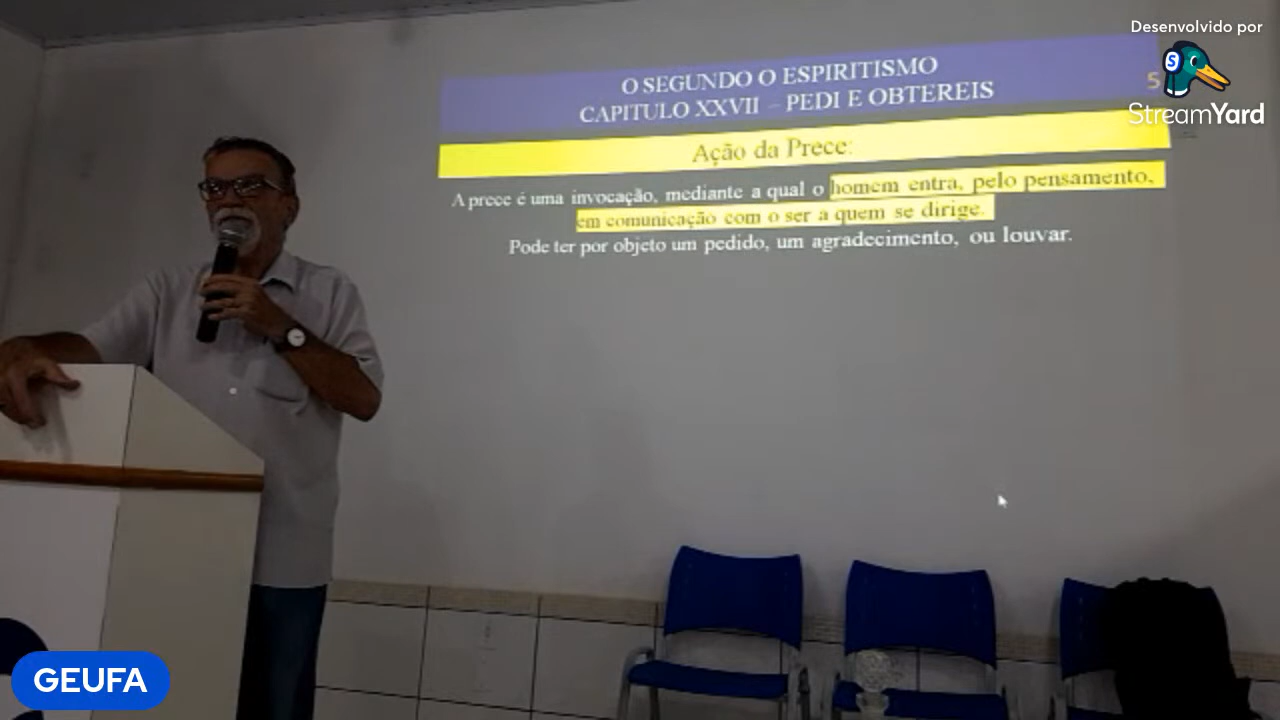 Desenvolvido por
StreamYard
O SEGUNDO O ESPIRITISMO
CAPITULO XXVII – PEDI E OBTEREIS
5
Ação da Prece:
A prece é uma invocação, mediante a qual o homem entra, pelo pensamento,
em comunicação com o ser a quem se dirige.
Pode ter por objeto um pedido, um agradecimento, ou louvar.
GEUFA